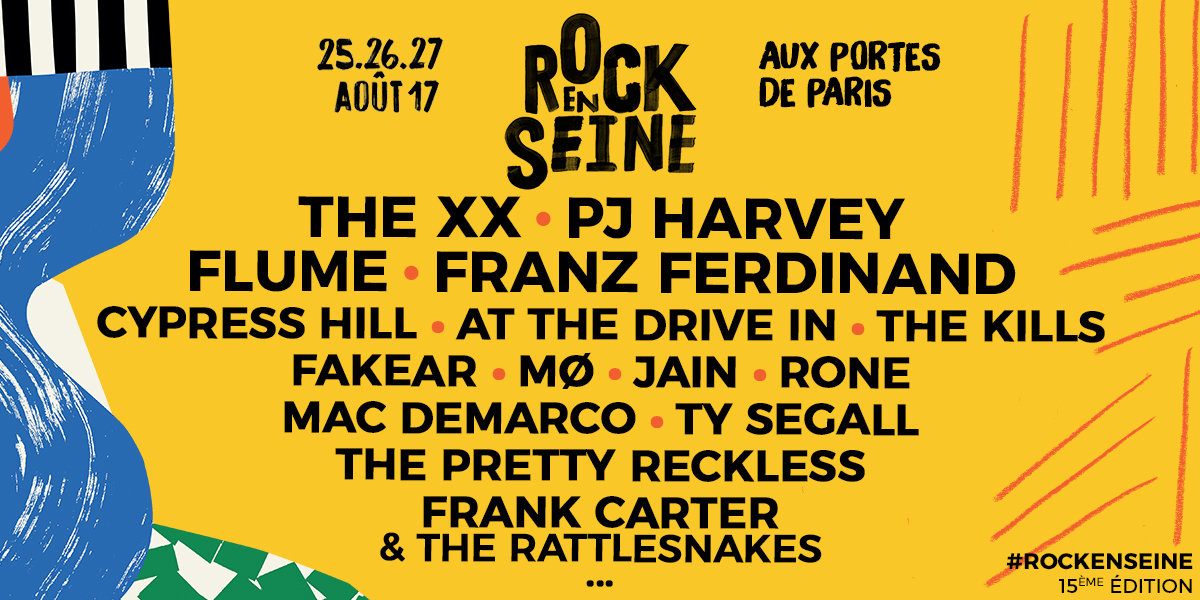 25.26.27
AOÛT 17
ROCK
EN
SEINE
AUX PORTES
DE PARIS
THE XX • PJ HARVEY
FLUME • FRANZ FERDINAND
CYPRESS HILL • AT THE DRIVE IN • THE KILLS
FAKEAR • MØ • JAIN • RONE
MAC DEMARCO • TY SEGALL
THE PRETTY RECKLESS
FRANK CARTER
& THE RATTLESNAKES
...
#ROCKENSEINE
15ÈME ÉDITION